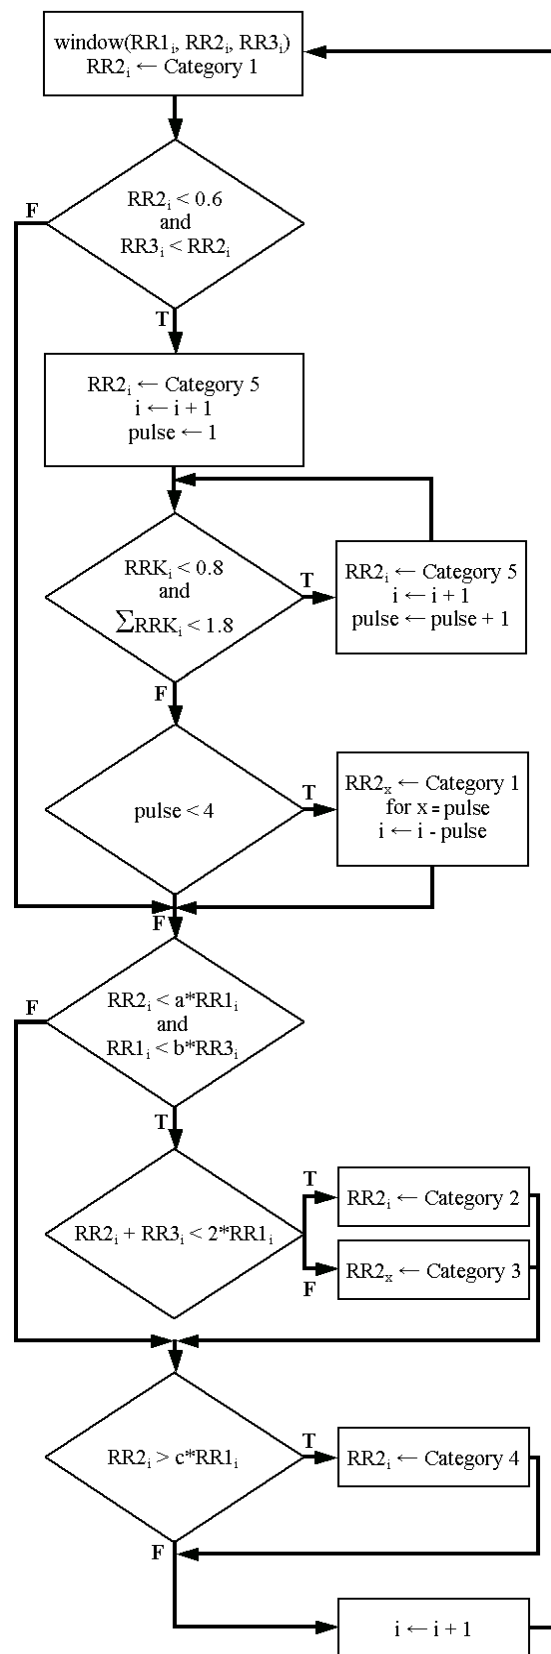 window(RR1ᵢ, RR2ᵢ, RR3ᵢ)
RR2ᵢ ← Category 1
RR2ᵢ < 0.6
and
RR3ᵢ < RR2ᵢ
F
T
RR2ᵢ ← Category 5
i ← i + 1
pulse ← 1
RRKᵢ < 0.8
and
∑RRKᵢ < 1.8
T
RR2ᵢ ← Category 5
i ← i + 1
pulse ← pulse + 1
F
pulse < 4
T
RR2ₓ ← Category 1
for x = pulse
i ← i - pulse
F
RR2ᵢ < a*RR1ᵢ
and
RR1ᵢ < b*RR3ᵢ
F
T
RR2ᵢ + RR3ᵢ < 2*RR1ᵢ
T
RR2ᵢ ← Category 2
F
RR2ₓ ← Category 3
RR2ᵢ > c*RR1ᵢ
T
RR2ᵢ ← Category 4
F
i ← i + 1